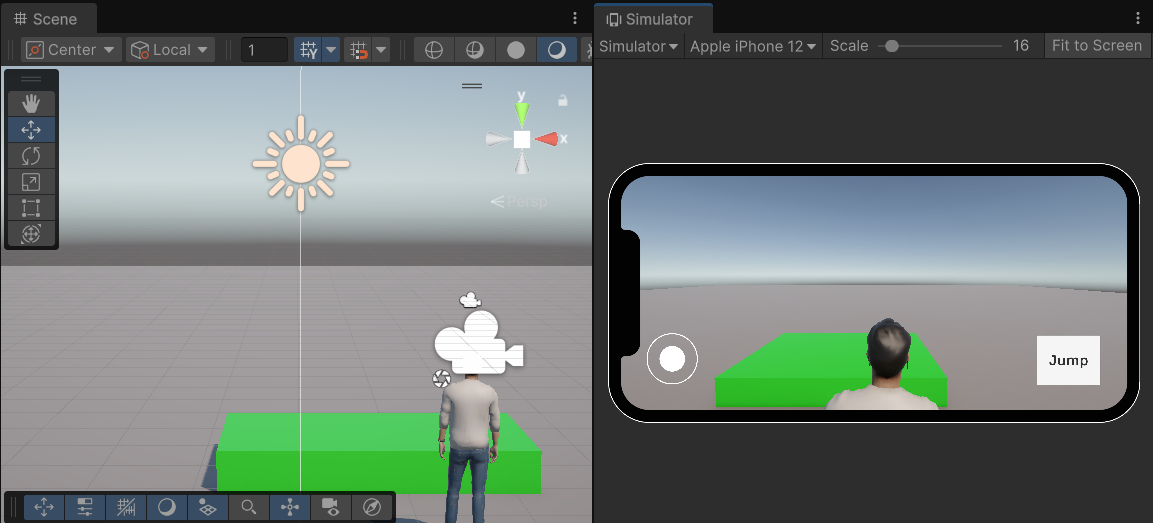 Scene
Simulator
Center
Local
1
Simulator
Apple iPhone 12
Scale
16
Fit to Screen
y
x
Persp
Jump